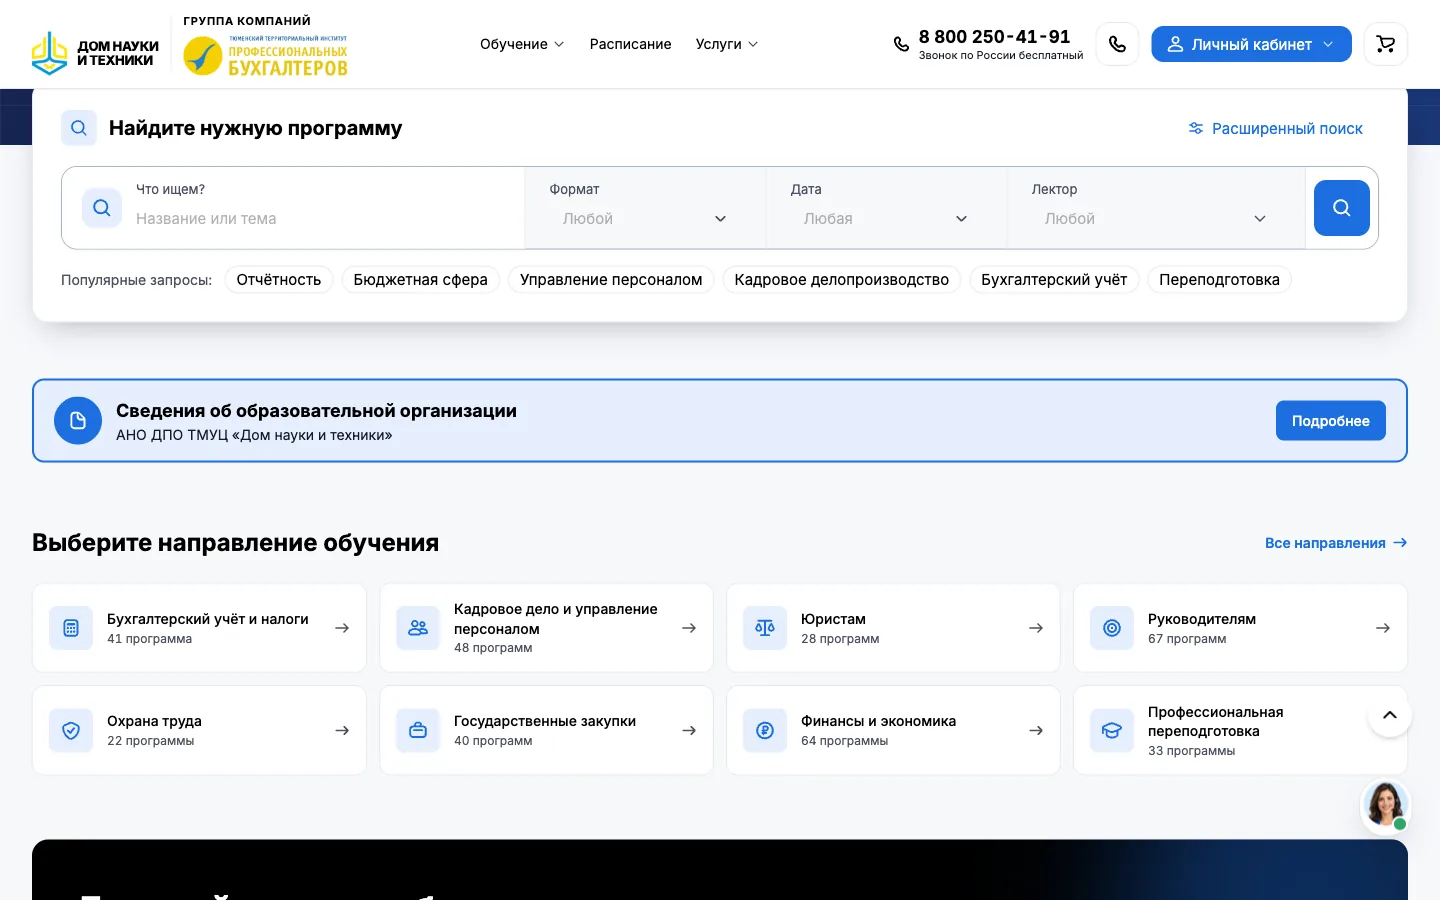 ДОМ НАУКИ
И ТЕХНИКИ
ГРУППА КОМПАНИЙ
ТЮМЕНСКИЙ ТЕРРИТОРИАЛЬНЫЙ ИНСТИТУТ
ПРОФЕССИОНАЛЬНЫХ
БУХГАЛТЕРОВ
Обучение
Расписание
Услуги
8 800 250-41-91
Звонок по России бесплатный
Личный кабинет
Найдите нужную программу
Расширенный поиск
Что ищем?
Название или тема
Формат
Любой
Дата
Любая
Лектор
Любой
Популярные запросы:
Отчётность
Бюджетная сфера
Управление персоналом
Кадровое делопроизводство
Бухгалтерский учёт
Переподготовка
Сведения об образовательной организации
АНО ДПО ТМУЦ «Дом науки и техники»
Подробнее
Выберите направление обучения
Все направления
Бухгалтерский учёт и налоги
41 программа
Кадровое дело и управление
персоналом
48 программ
Юристам
28 программ
Руководителям
67 программ
Охрана труда
22 программы
Государственные закупки
40 программ
Финансы и экономика
64 программы
Профессиональная
переподготовка
33 программы